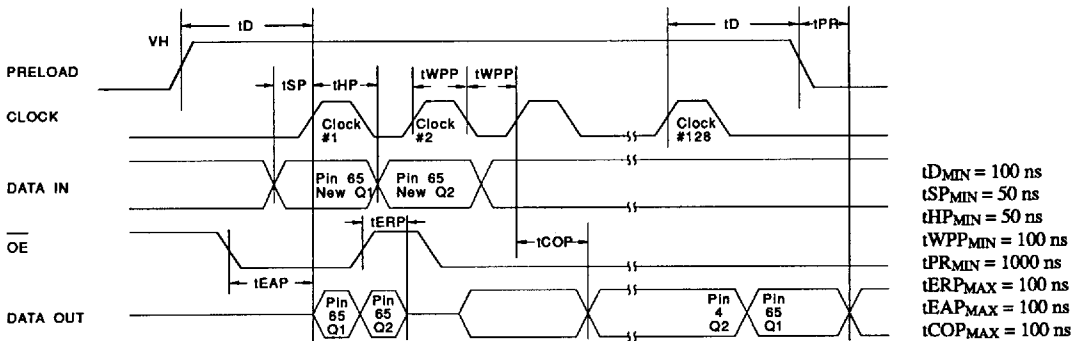 tD
tD
tPR
VH
PRELOAD
tSP
tHP
tWPP
tWPP
CLOCK
Clock
#1
Clock
#2
Clock
#128
DATA IN
Pin 65
New Q1
Pin 65
New Q2
OE
tERP
tCOP
tEAP
DATA OUT
Pin
65
Q1
Pin
65
Q2
Pin
4
Q2
Pin
65
Q1
tDMIN = 100 ns
tSPMIN = 50 ns
tHPMIN = 50 ns
tWPPMIN = 100 ns
tPRMIN = 1000 ns
tERPMAX = 100 ns
tEAPMAX = 100 ns
tCOPMAX = 100 ns